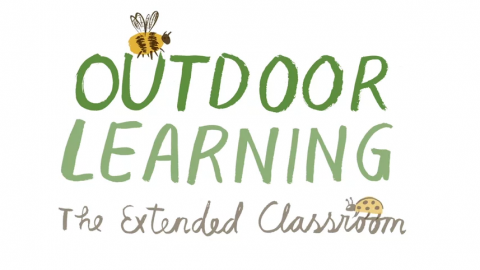 OUTDOOR
LEARNING
The Extended Classroom